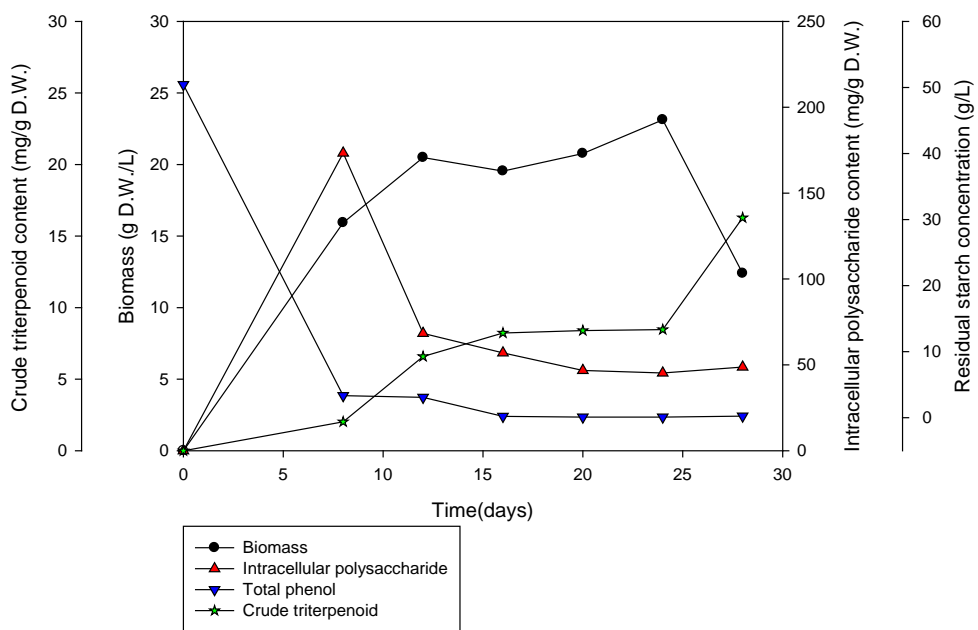 Crude triterpenoid content (mg/g D.W.)
30
25
20
15
10
5
0
Biomass (g D.W./L)
30
25
20
15
10
5
0
Intracellular polysaccharide content (mg/g D.W.)
250
200
150
100
50
0
Residual starch concentration (g/L)
60
50
40
30
20
10
0
0 5 10 15 20 25 30
Time(days)
Biomass
Intracellular polysaccharide
Total phenol
Crude triterpenoid